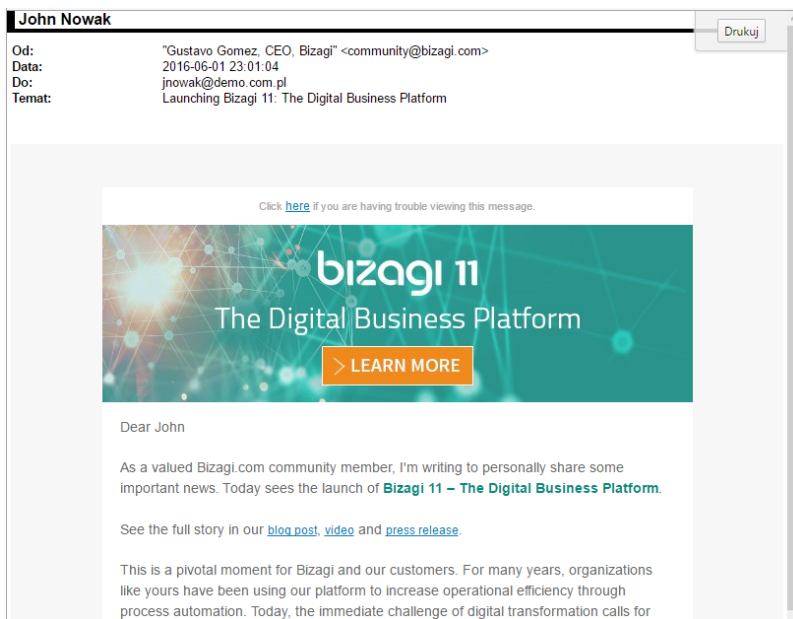 John Nowak
Drukuj
Od: "Gustavo Gomez, CEO, Bizagi" <community@bizagi.com>
Data: 2016-06-01 23:01:04
Do: jnowak@demo.com.pl
Temat: Launching Bizagi 11: The Digital Business Platform
Click here if you are having trouble viewing this message.
bizagi 11
The Digital Business Platform
> LEARN MORE
Dear John
As a valued Bizagi.com community member, I'm writing to personally share some
important news. Today sees the launch of Bizagi 11 – The Digital Business Platform.
See the full story in our blog post, video and press release.
This is a pivotal moment for Bizagi and our customers. For many years, organizations
like yours have been using our platform to increase operational efficiency through
process automation. Today, the immediate challenge of digital transformation calls for